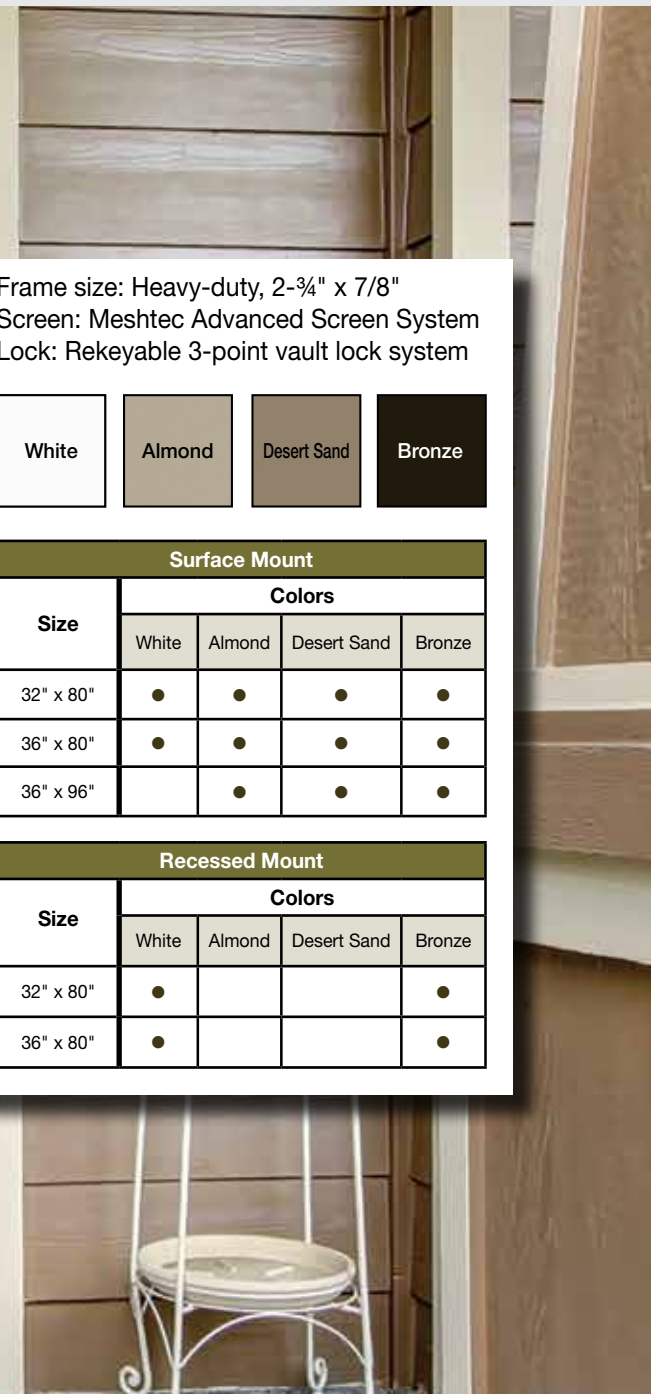 Frame size: Heavy-duty, 2-¾" x 7/8"
Screen: Meshtec Advanced Screen System
Lock: Rekeyable 3-point vault lock system
White Almond Desert Sand Bronze
Surface Mount
Size Colors
White Almond Desert Sand Bronze
32" x 80" ● ● ● ●
36" x 80" ● ● ● ●
36" x 96" ● ● ●
Recessed Mount
Size Colors
White Almond Desert Sand Bronze
32" x 80" ● ●
36" x 80" ● ●